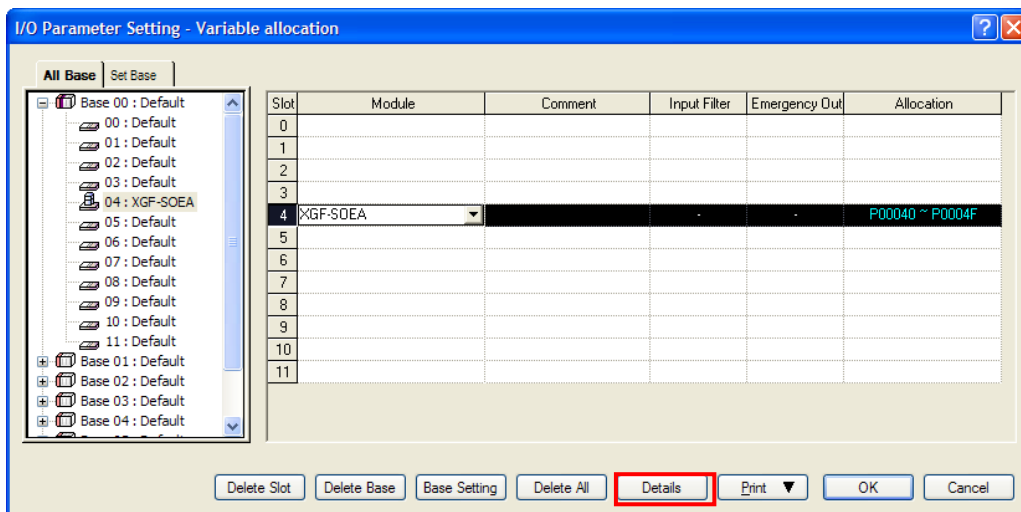 I/O Parameter Setting - Variable allocation
All Base Set Base
Base 00 : Default
00 : Default
01 : Default
02 : Default
03 : Default
04 : XGF-SOEA
05 : Default
06 : Default
07 : Default
08 : Default
09 : Default
10 : Default
11 : Default
Base 01 : Default
Base 02 : Default
Base 03 : Default
Base 04 : Default
Slot Module Comment Input Filter Emergency Out Allocation
0
1
2
3
4 XGF-SOEA - - P00040 ~ P0004F
5
6
7
8
9
10
11
Delete Slot Delete Base Base Setting Delete All Details Print ▼ OK Cancel